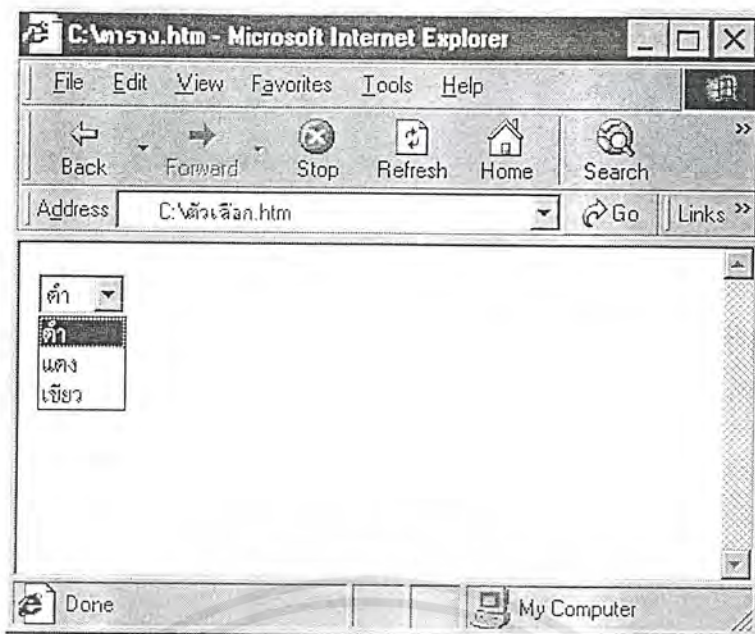 C:\ตาราง.htm - Microsoft Internet Explorer
File Edit View Favorites Tools Help
Back Forward Stop Refresh Home Search »
Address C:\ตัวเลือก.htm Go Links »
ดำ
ดำ
แดง
เขียว
Done My Computer